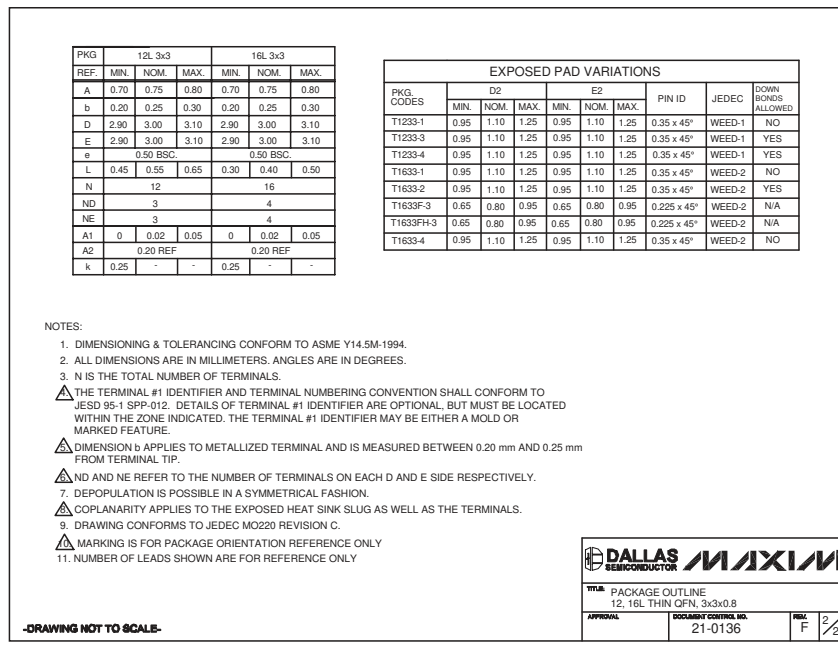 PKG 12L 3x3 16L 3x3
REF. MIN. NOM. MAX. MIN. NOM. MAX.
A 0.70 0.75 0.80 0.70 0.75 0.80
b 0.20 0.25 0.30 0.20 0.25 0.30
D 2.90 3.00 3.10 2.90 3.00 3.10
E 2.90 3.00 3.10 2.90 3.00 3.10
e 0.50 BSC. 0.50 BSC.
L 0.45 0.55 0.65 0.30 0.40 0.50
N 12 16
ND 3 4
NE 3 4
A1 0 0.02 0.05 0 0.02 0.05
A2 0.20 REF 0.20 REF
k 0.25 - - 0.25 - -
EXPOSED PAD VARIATIONS
PKG. CODES D2 E2 PIN ID JEDEC DOWN BONDS ALLOWED
MIN. NOM. MAX. MIN. NOM. MAX.
T1233-1 0.95 1.10 1.25 0.95 1.10 1.25 0.35 x 45° WEED-1 NO
T1233-3 0.95 1.10 1.25 0.95 1.10 1.25 0.35 x 45° WEED-1 YES
T1233-4 0.95 1.10 1.25 0.95 1.10 1.25 0.35 x 45° WEED-1 YES
T1633-1 0.95 1.10 1.25 0.95 1.10 1.25 0.35 x 45° WEED-2 NO
T1633-2 0.95 1.10 1.25 0.95 1.10 1.25 0.35 x 45° WEED-2 YES
T1633F-3 0.65 0.80 0.95 0.65 0.80 0.95 0.225 x 45° WEED-2 N/A
T1633FH-3 0.65 0.80 0.95 0.65 0.80 0.95 0.225 x 45° WEED-2 N/A
T1633-4 0.95 1.10 1.25 0.95 1.10 1.25 0.35 x 45° WEED-2 NO
NOTES:
1. DIMENSIONING & TOLERANCING CONFORM TO ASME Y14.5M-1994.
2. ALL DIMENSIONS ARE IN MILLIMETERS. ANGLES ARE IN DEGREES.
3. N IS THE TOTAL NUMBER OF TERMINALS.
4. THE TERMINAL #1 IDENTIFIER AND TERMINAL NUMBERING CONVENTION SHALL CONFORM TO
JESD 95-1 SPP-012. DETAILS OF TERMINAL #1 IDENTIFIER ARE OPTIONAL, BUT MUST BE LOCATED
WITHIN THE ZONE INDICATED. THE TERMINAL #1 IDENTIFIER MAY BE EITHER A MOLD OR
MARKED FEATURE.
5. DIMENSION b APPLIES TO METALLIZED TERMINAL AND IS MEASURED BETWEEN 0.20 mm AND 0.25 mm
FROM TERMINAL TIP.
6. ND AND NE REFER TO THE NUMBER OF TERMINALS ON EACH D AND E SIDE RESPECTIVELY.
7. DEPOPULATION IS POSSIBLE IN A SYMMETRICAL FASHION.
8. COPLANARITY APPLIES TO THE EXPOSED HEAT SINK SLUG AS WELL AS THE TERMINALS.
9. DRAWING CONFORMS TO JEDEC MO220 REVISION C.
10. MARKING IS FOR PACKAGE ORIENTATION REFERENCE ONLY
11. NUMBER OF LEADS SHOWN ARE FOR REFERENCE ONLY
-DRAWING NOT TO SCALE-
DALLAS SEMICONDUCTOR MAXIM
TITLE: PACKAGE OUTLINE
12, 16L THIN QFN, 3x3x0.8
APPROVAL DOCUMENT CONTROL NO. REV.
21-0136 F 2/2